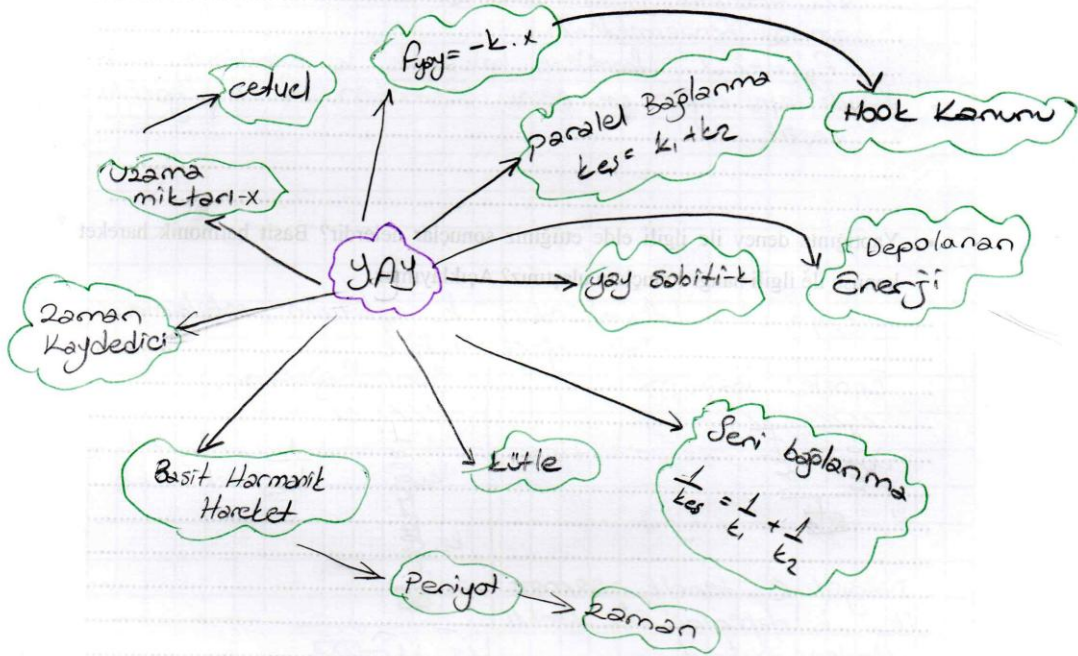 Fyay = -k.x
cetvel
Hook Kanunu
paralel Bağlanma
keş = k₁ + k₂
uzama
miktarı-x
YAY
yay sabiti-k
Depolanan
Enerji
Zaman
Kaydedici
Basit Harmanik
Hareket
kütle
Seri bağlanma
1/keş = 1/k₁ + 1/k₂
Periyot
zaman